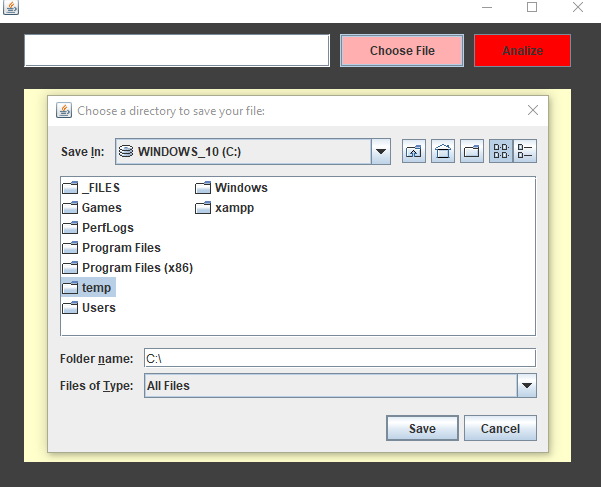 Choose File Analize
Choose a directory to save your file:
Save In: WINDOWS_10 (C:)
_FILES Windows
Games xampp
PerfLogs
Program Files
Program Files (x86)
temp
Users
Folder name: C:\
Files of Type: All Files
Save Cancel